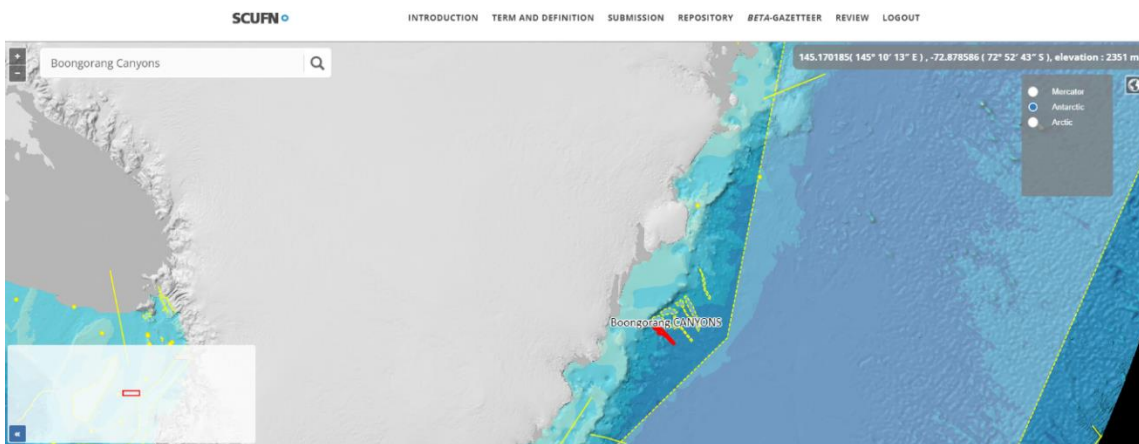 SCUFN
INTRODUCTION TERM AND DEFINITION SUBMISSION REPOSITORY BETA-GAZETTEER REVIEW LOGOUT
+
-
Boongorang Canyons
145.170185( 145° 10' 13" E ) , -72.878586 ( 72° 52' 43" S ), elevation : 2351 m
Mercator
Antarctic
Arctic
Boongorang CANYONS
«